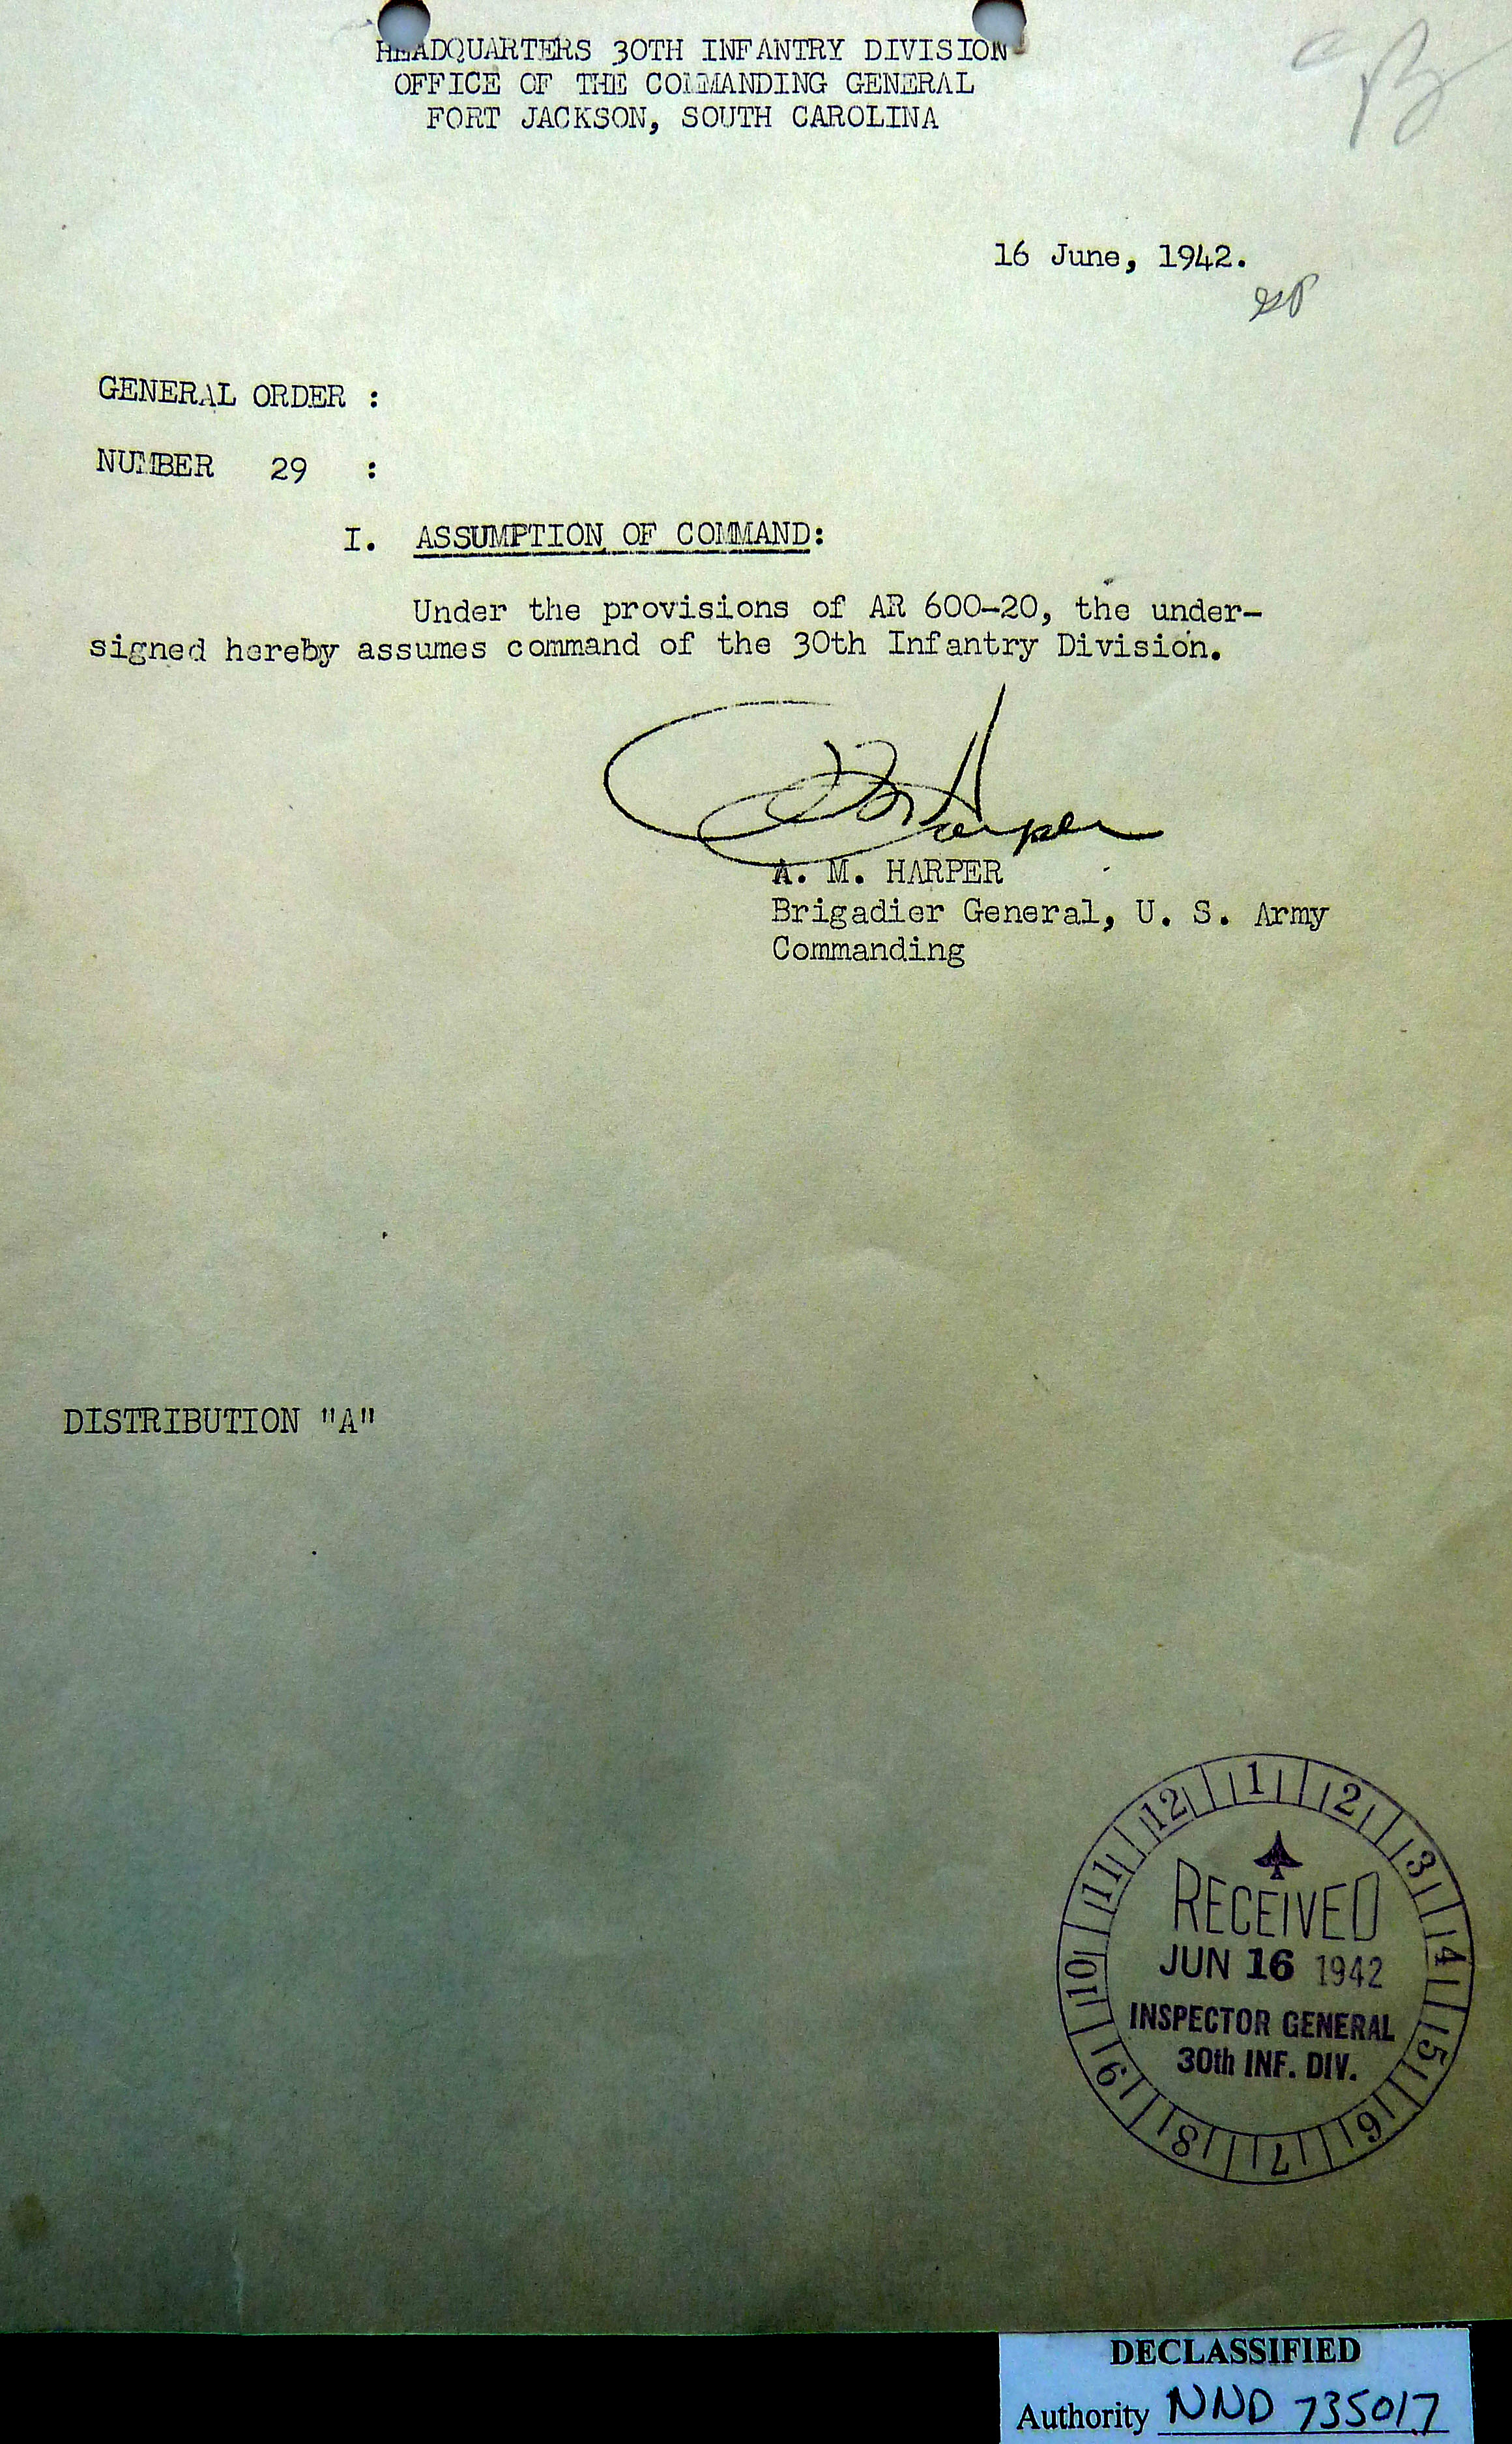 HEADQUARTERS 30TH INFANTRY DIVISION
OFFICE OF THE COMMANDING GENERAL
FORT JACKSON, SOUTH CAROLINA
16 June, 1942.
GENERAL ORDER :
NUMBER 29 :
I. ASSUMPTION OF COMMAND:
Under the provisions of AR 600-20, the under-
signed hereby assumes command of the 30th Infantry Division.
A. M. HARPER
Brigadier General, U. S. Army
Commanding
DISTRIBUTION "A"
12 1 2 3 4 5 6 7 8 9 10 11
RECEIVED
JUN 16 1942
INSPECTOR GENERAL
30th INF. DIV.
DECLASSIFIED
Authority NND 735017